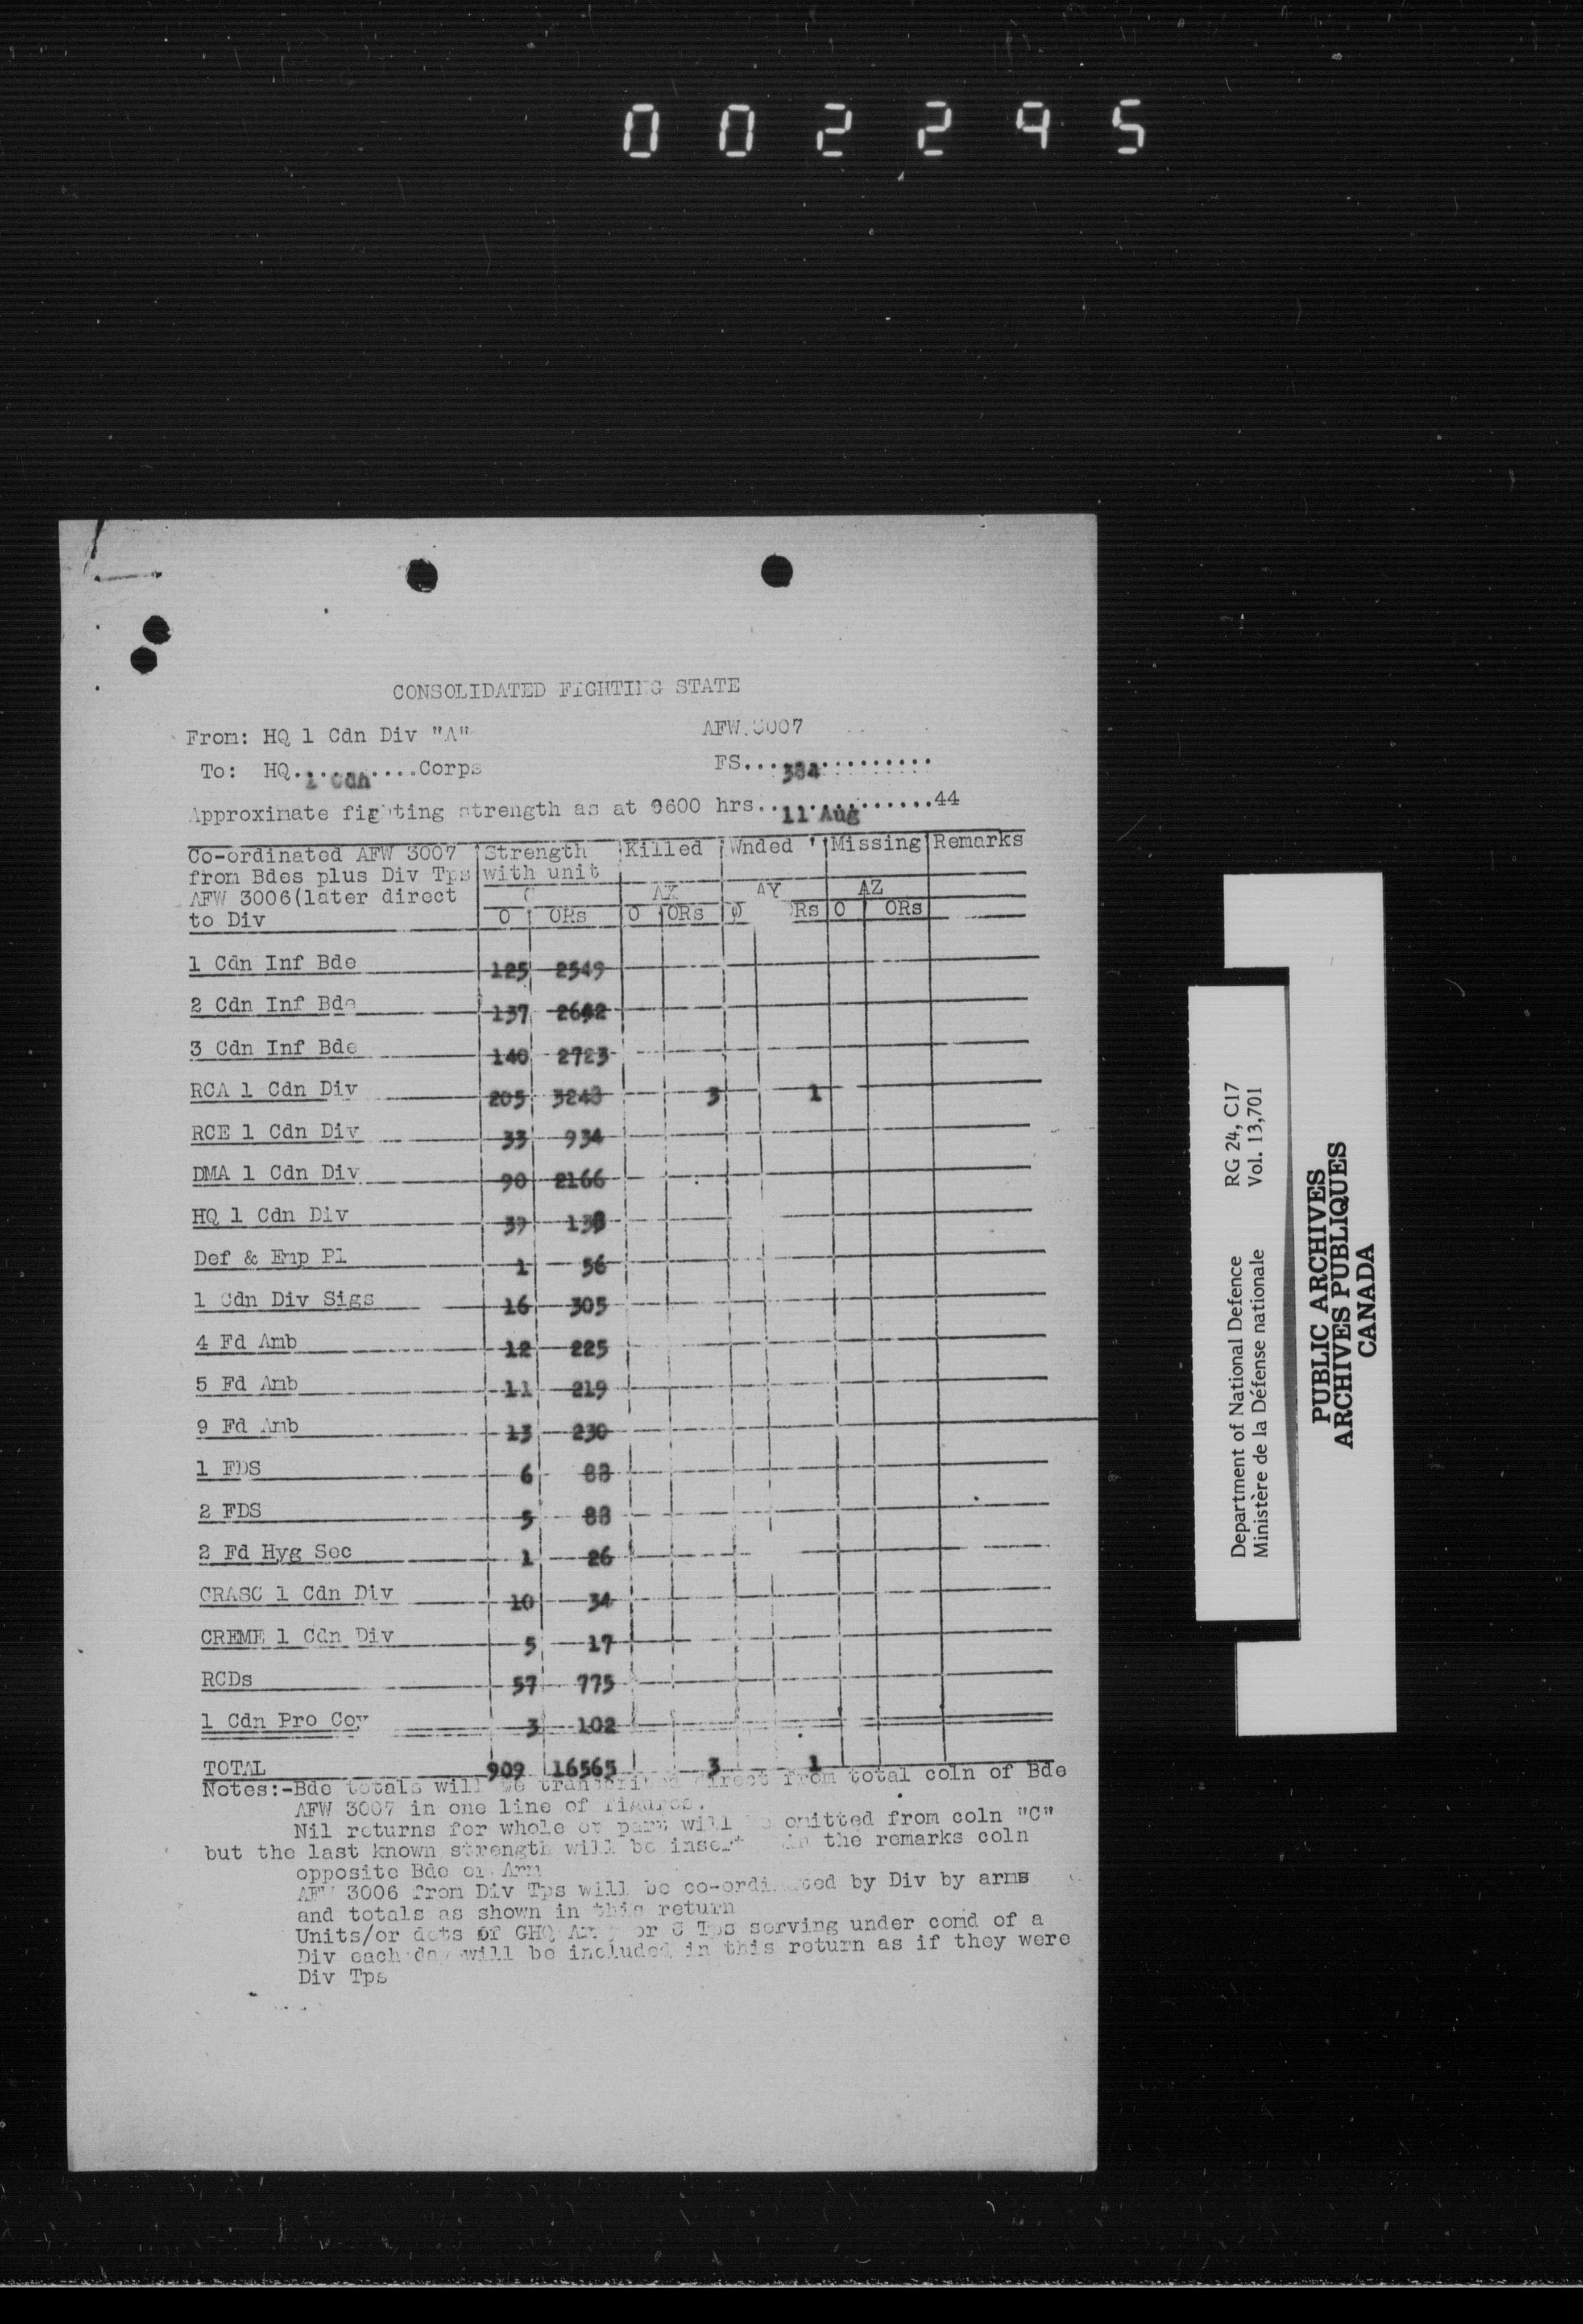 002295
CONSOLIDATED FIGHTING STATE
From: HQ 1 Cdn Div "A" AFW 3007
To: HQ....1 Cdn....Corps FS....384...............
Approximate fighting strength as at 0600 hrs..11 Aug......44
Co-ordinated AFW 3007 Strength Killed Wnded Missing Remarks
from Bdes plus Div Tps with unit
AFW 3006(later direct C AX AY AZ
to Div O ORs O ORs O ORs O ORs
1 Cdn Inf Bde 125 2549
2 Cdn Inf Bde 137 2642
3 Cdn Inf Bde 140 2723
RCA 1 Cdn Div 205 3248 3 1
RCE 1 Cdn Div 33 934
DMA 1 Cdn Div 90 2166
HQ 1 Cdn Div 39 138
Def & Emp Pl 1 56
1 Cdn Div Sigs 16 305
4 Fd Amb 12 225
5 Fd Amb 11 219
9 Fd Amb 13 230
1 FDS 6 88
2 FDS 5 88
2 Fd Hyg Sec 1 26
CRASC 1 Cdn Div 10 34
CREME 1 Cdn Div 5 17
RCDs 57 775
1 Cdn Pro Coy 3 102
TOTAL 909 16565 3 1
Notes:-Bde totals will be transcribed direct from total coln of Bde
AFW 3007 in one line of figures.
Nil returns for whole or part will be omitted from coln "C"
but the last known strength will be insert in the remarks coln
opposite Bde or Arm
AFW 3006 from Div Tps will be co-ordinated by Div by arms
and totals as shown in this return
Units/or dets of GHQ Army or C Tps serving under comd of a
Div each day will be included in this return as if they were
Div Tps
Department of National Defence RG 24, C17
Ministère de la Défense nationale Vol. 13,701
PUBLIC ARCHIVES
ARCHIVES PUBLIQUES
CANADA